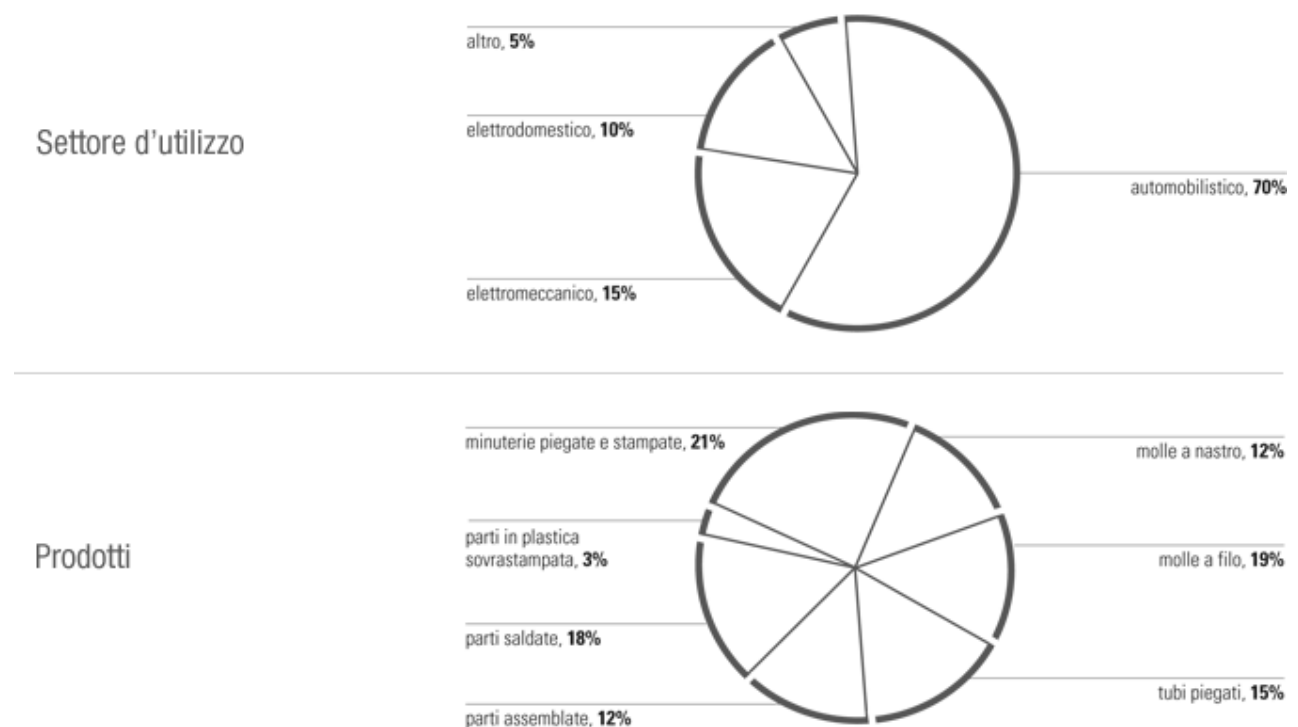 Settore d'utilizzo
altro, 5%
elettrodomestico, 10%
elettromeccanico, 15%
automobilistico, 70%
Prodotti
minuterie piegate e stampate, 21%
parti in plastica
sovrastampata, 3%
parti saldate, 18%
parti assemblate, 12%
molle a nastro, 12%
molle a filo, 19%
tubi piegati, 15%